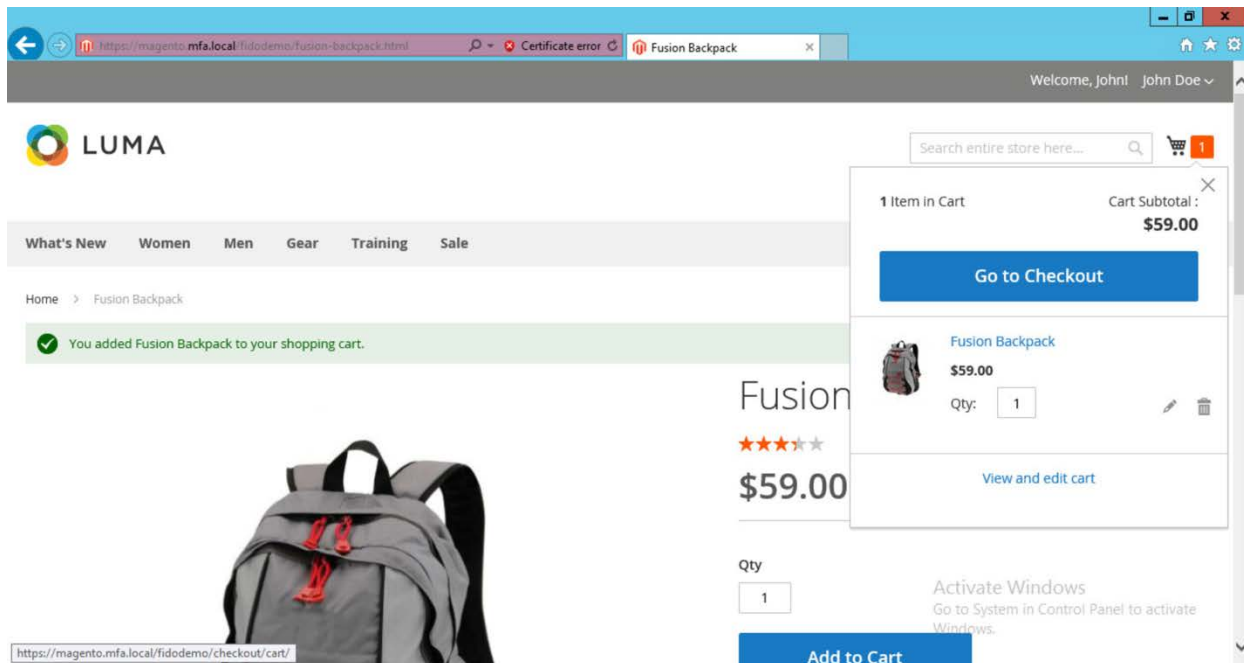 https://magento.mfa.local/fidodemo/fusion-backpack.html
Certificate error
Fusion Backpack
Welcome, John! John Doe
LUMA
Search entire store here...
1
1 Item in Cart
Cart Subtotal :
$59.00
Go to Checkout
What's New Women Men Gear Training Sale
Home > Fusion Backpack
You added Fusion Backpack to your shopping cart.
Fusion Backpack
$59.00
Qty: 1
View and edit cart
Fusion
$59.00
Qty
1
Add to Cart
Activate Windows
Go to System in Control Panel to activate
Windows.
https://magento.mfa.local/fidodemo/checkout/cart/